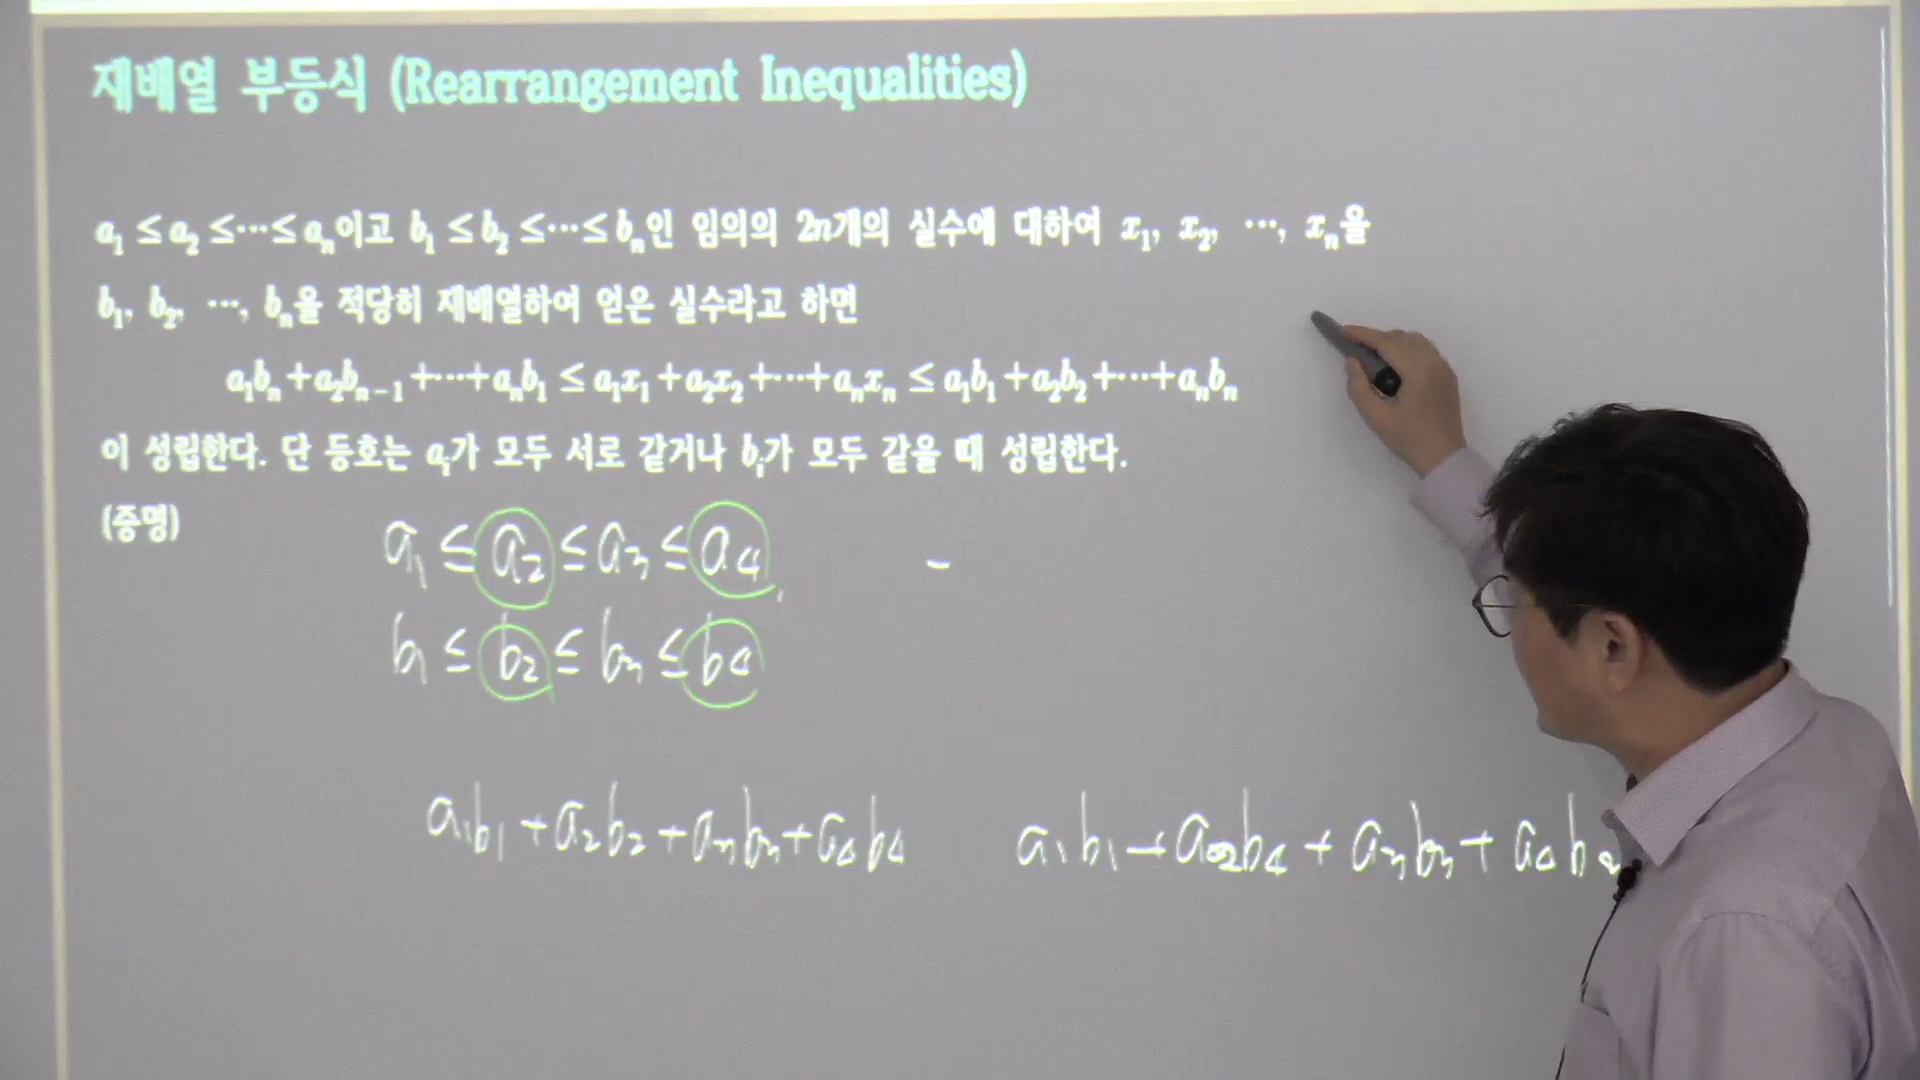 재배열 부등식 (Rearrangement Inequalities)
a₁ ≤ a₂ ≤⋯≤ aₙ이고 b₁ ≤ b₂ ≤⋯≤ bₙ인 임의의 2n개의 실수에 대하여 x₁, x₂, ⋯, xₙ을
b₁, b₂, ⋯, bₙ을 적당히 재배열하여 얻은 실수라고 하면
a₁bₙ+a₂bₙ₋₁+⋯+aₙb₁ ≤ a₁x₁+a₂x₂+⋯+aₙxₙ ≤ a₁b₁+a₂b₂+⋯+aₙbₙ
이 성립한다. 단 등호는 aᵢ가 모두 서로 같거나 bᵢ가 모두 같을 때 성립한다.
(증명)
a₁ ≤ a₂ ≤ a₃ ≤ a₄
b₁ ≤ b₂ ≤ b₃ ≤ b₄
a₁b₁+a₂b₂+a₃b₃+a₄b₄ a₁b₁+a₂b₄+a₃b₃+a₄b₂